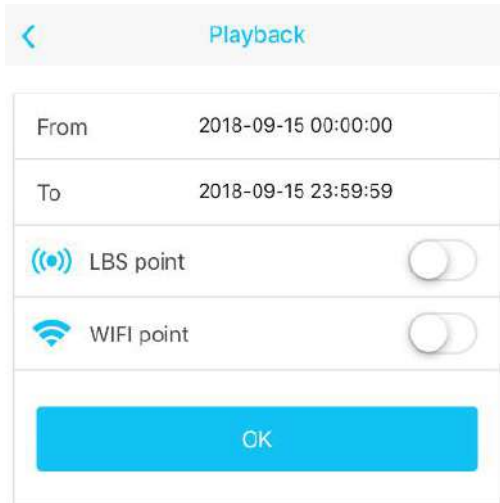 Playback
From 2018-09-15 00:00:00
To 2018-09-15 23:59:59
LBS point
WIFI point
OK